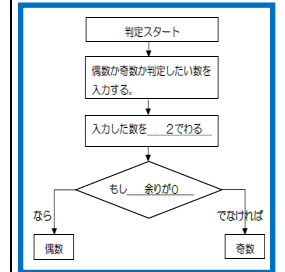 判定スタート
偶数か奇数か判定したい数を
入力する。
入力した数を　２でわる
もし　余りが０
なら
でなければ
偶数
奇数